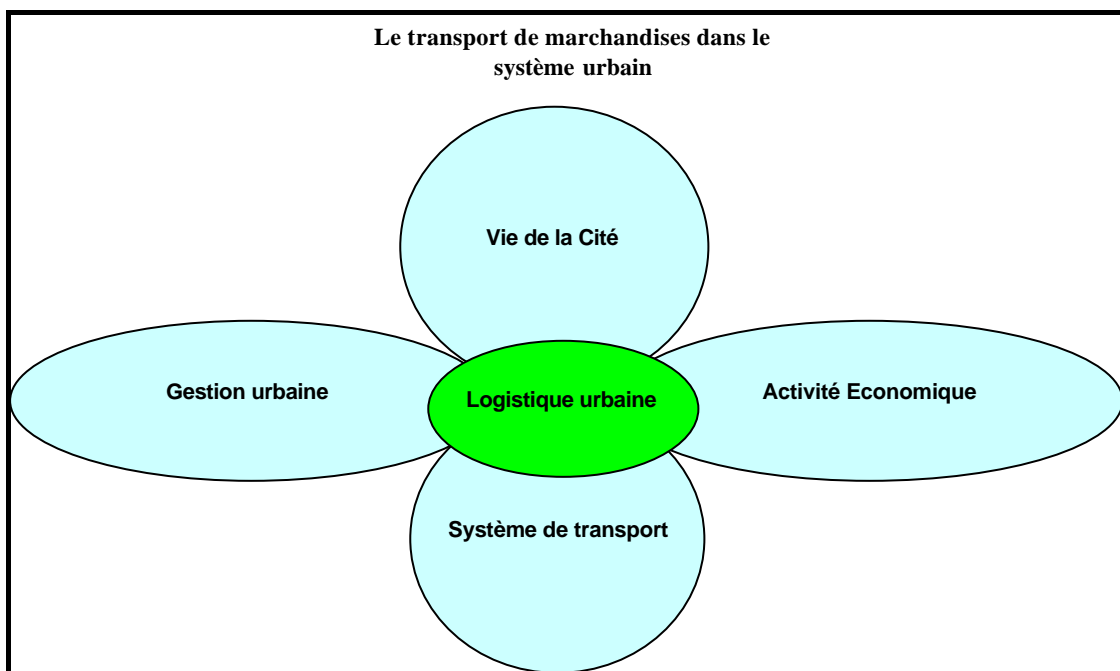 Le transport de marchandises dans le
système urbain
Vie de la Cité
Gestion urbaine
Logistique urbaine
Activité Economique
Système de transport